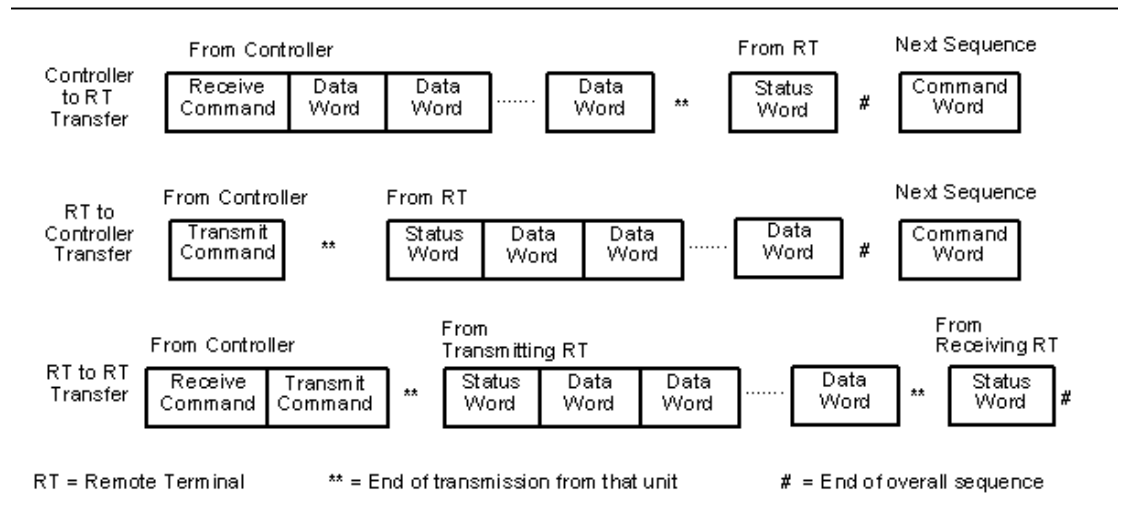 From Controller From RT Next Sequence
Controller to RT Transfer
Receive Command Data Word Data Word ....... Data Word ** Status Word # Command Word
From Controller From RT Next Sequence
RT to Controller Transfer
Transmit Command ** Status Word Data Word Data Word ....... Data Word # Command Word
From Controller From Transmitting RT From Receiving RT
RT to RT Transfer
Receive Command Transmit Command ** Status Word Data Word Data Word ....... Data Word ** Status Word #
RT = Remote Terminal ** = End of transmission from that unit # = End of overall sequence